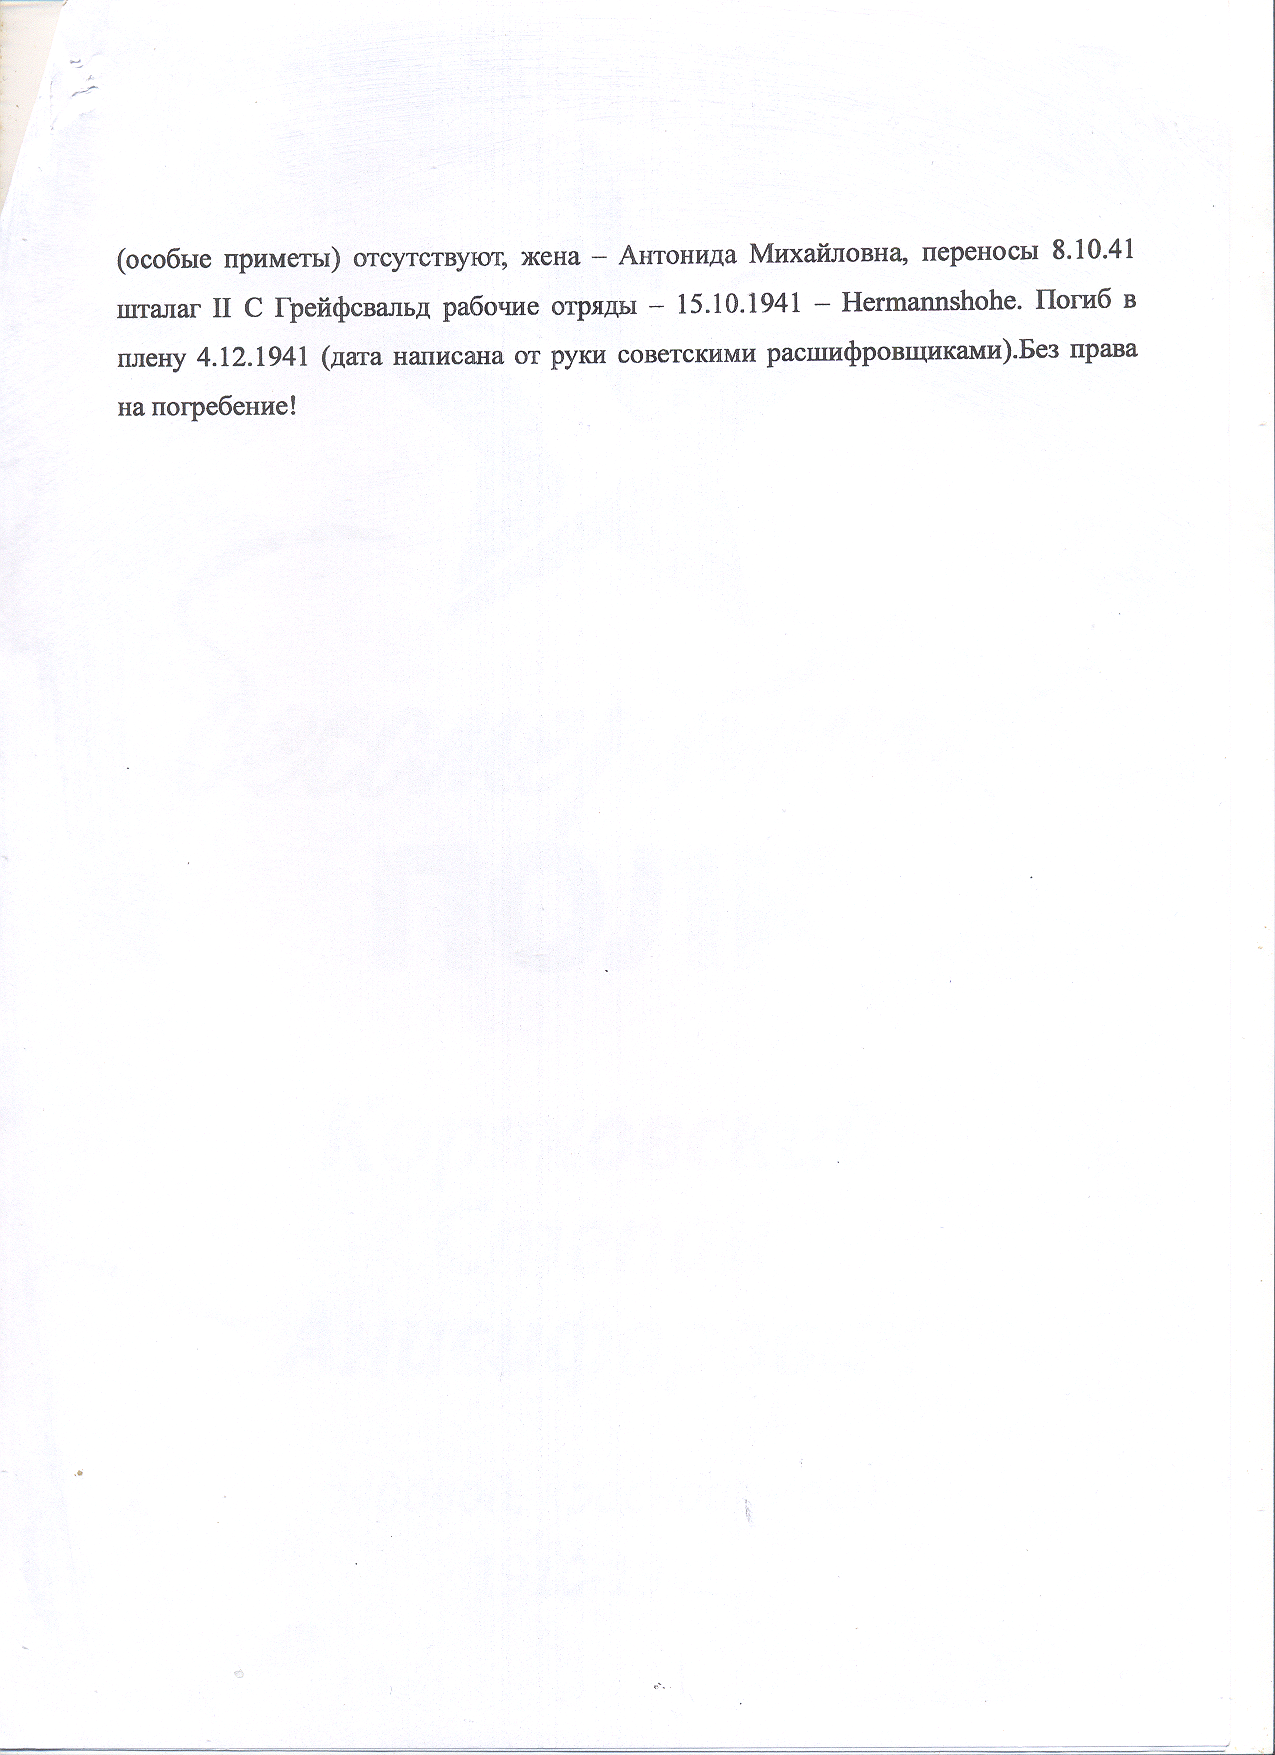 (особые приметы) отсутствуют, жена – Антонида Михайловна, переносы 8.10.41
шталаг II С Грейфсвальд рабочие отряды – 15.10.1941 – Hermannshohe. Погиб в
плену 4.12.1941 (дата написана от руки советскими расшифровщиками).Без права
на погребение!